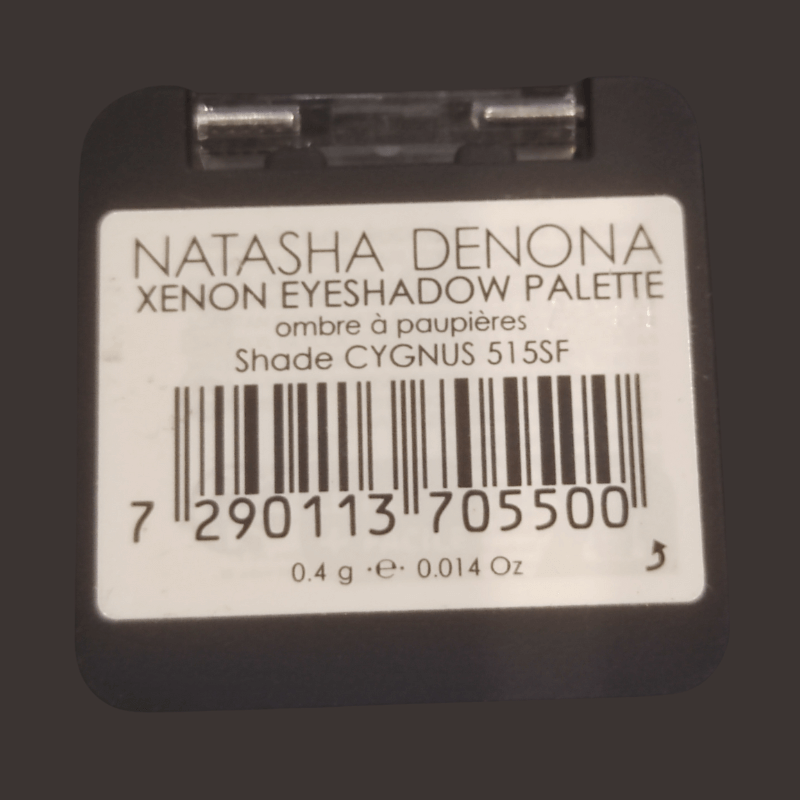 NATASHA DENONA
XENON EYESHADOW PALETTE
ombre à paupières
Shade CYGNUS 515SF
7 290113 705500
0.4 g ·e· 0.014 Oz